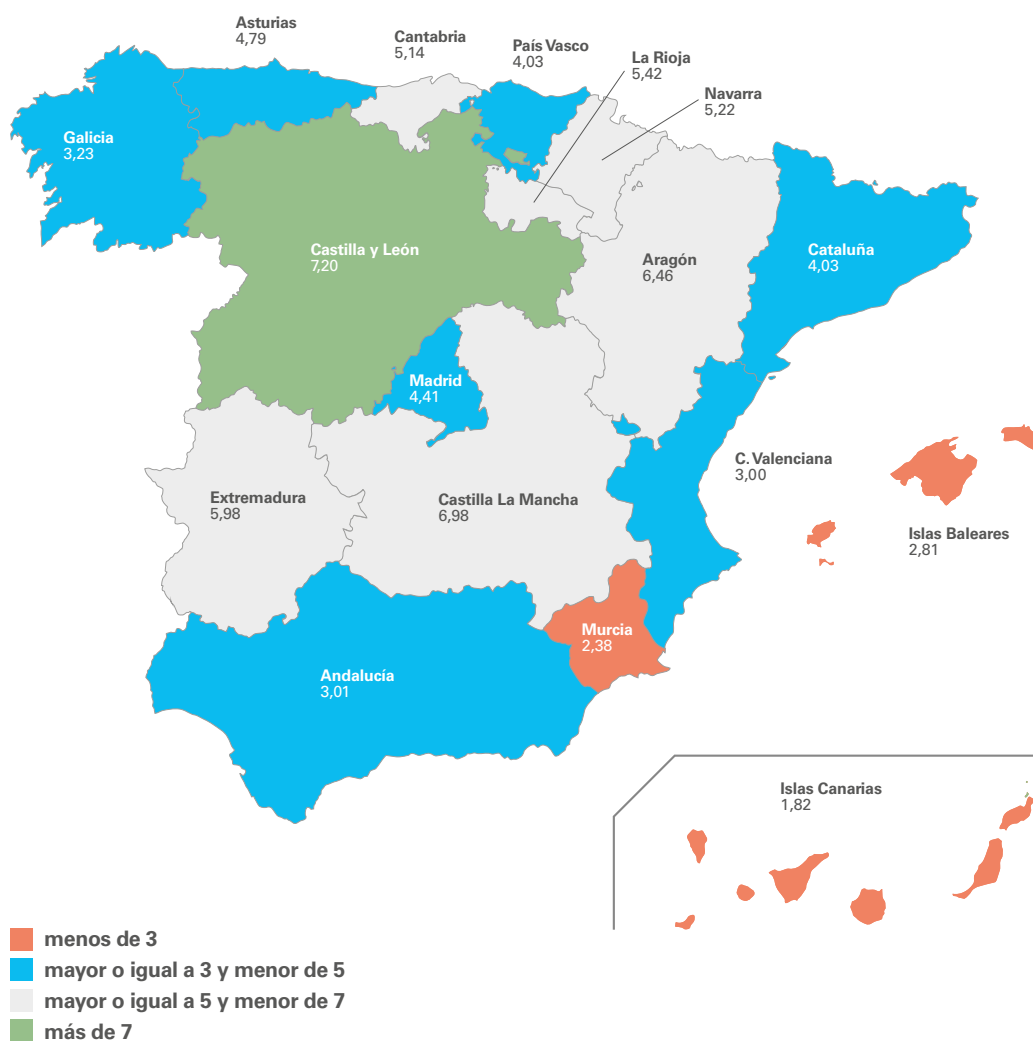 Asturias
4,79
Cantabria
5,14
País Vasco
4,03
La Rioja
5,42
Navarra
5,22
Galicia
3,23
Castilla y León
7,20
Aragón
6,46
Cataluña
4,03
Madrid
4,41
C. Valenciana
3,00
Extremadura
5,98
Castilla La Mancha
6,98
Islas Baleares
2,81
Murcia
2,38
Andalucía
3,01
Islas Canarias
1,82
menos de 3
mayor o igual a 3 y menor de 5
mayor o igual a 5 y menor de 7
más de 7